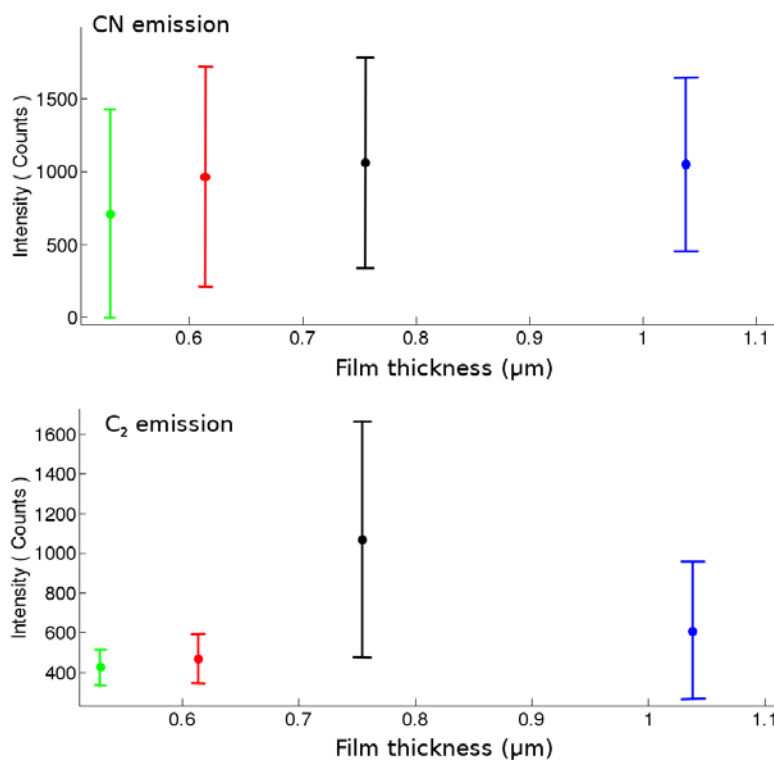 CN emission
Intensity ( Counts )
1500
1000
500
0
0.6 0.7 0.8 0.9 1 1.1
Film thickness (μm)
C₂ emission
Intensity ( Counts )
1600
1400
1200
1000
800
600
400
0.6 0.7 0.8 0.9 1 1.1
Film thickness (μm)